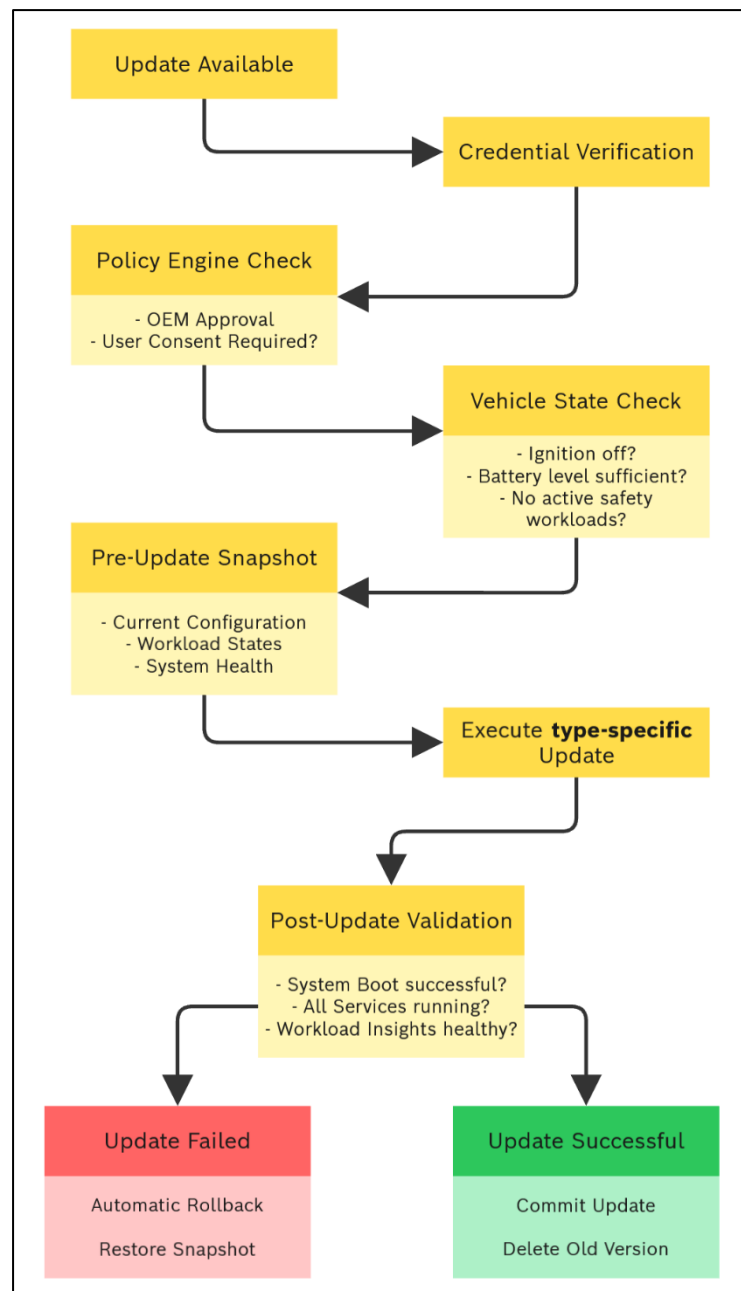 Update Available
Credential Verification
Policy Engine Check
- OEM Approval
- User Consent Required?
Vehicle State Check
- Ignition off?
- Battery level sufficient?
- No active safety
workloads?
Pre-Update Snapshot
- Current Configuration
- Workload States
- System Health
Execute type-specific
Update
Post-Update Validation
- System Boot successful?
- All Services running?
- Workload Insights healthy?
Update Failed
Automatic Rollback
Restore Snapshot
Update Successful
Commit Update
Delete Old Version